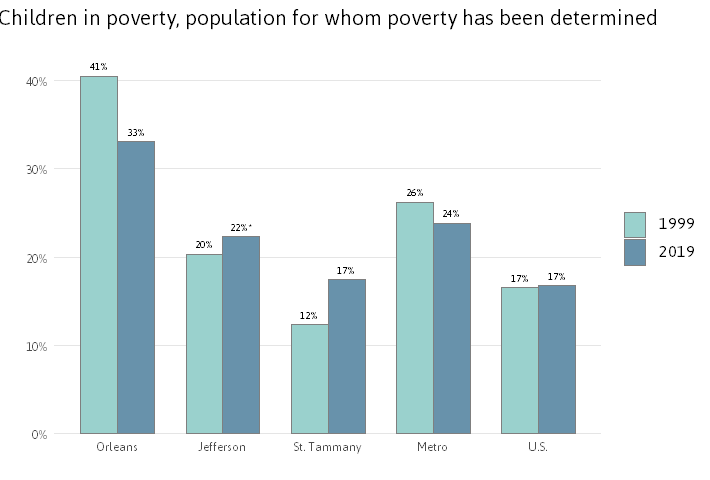 Children in poverty, population for whom poverty has been determined
41%
40%
33%
30%
26%
24%
22%*
20%
20%
17%
17%
17%
12%
10%
0%
1999
2019
Orleans
Jefferson
St. Tammany
Metro
U.S.